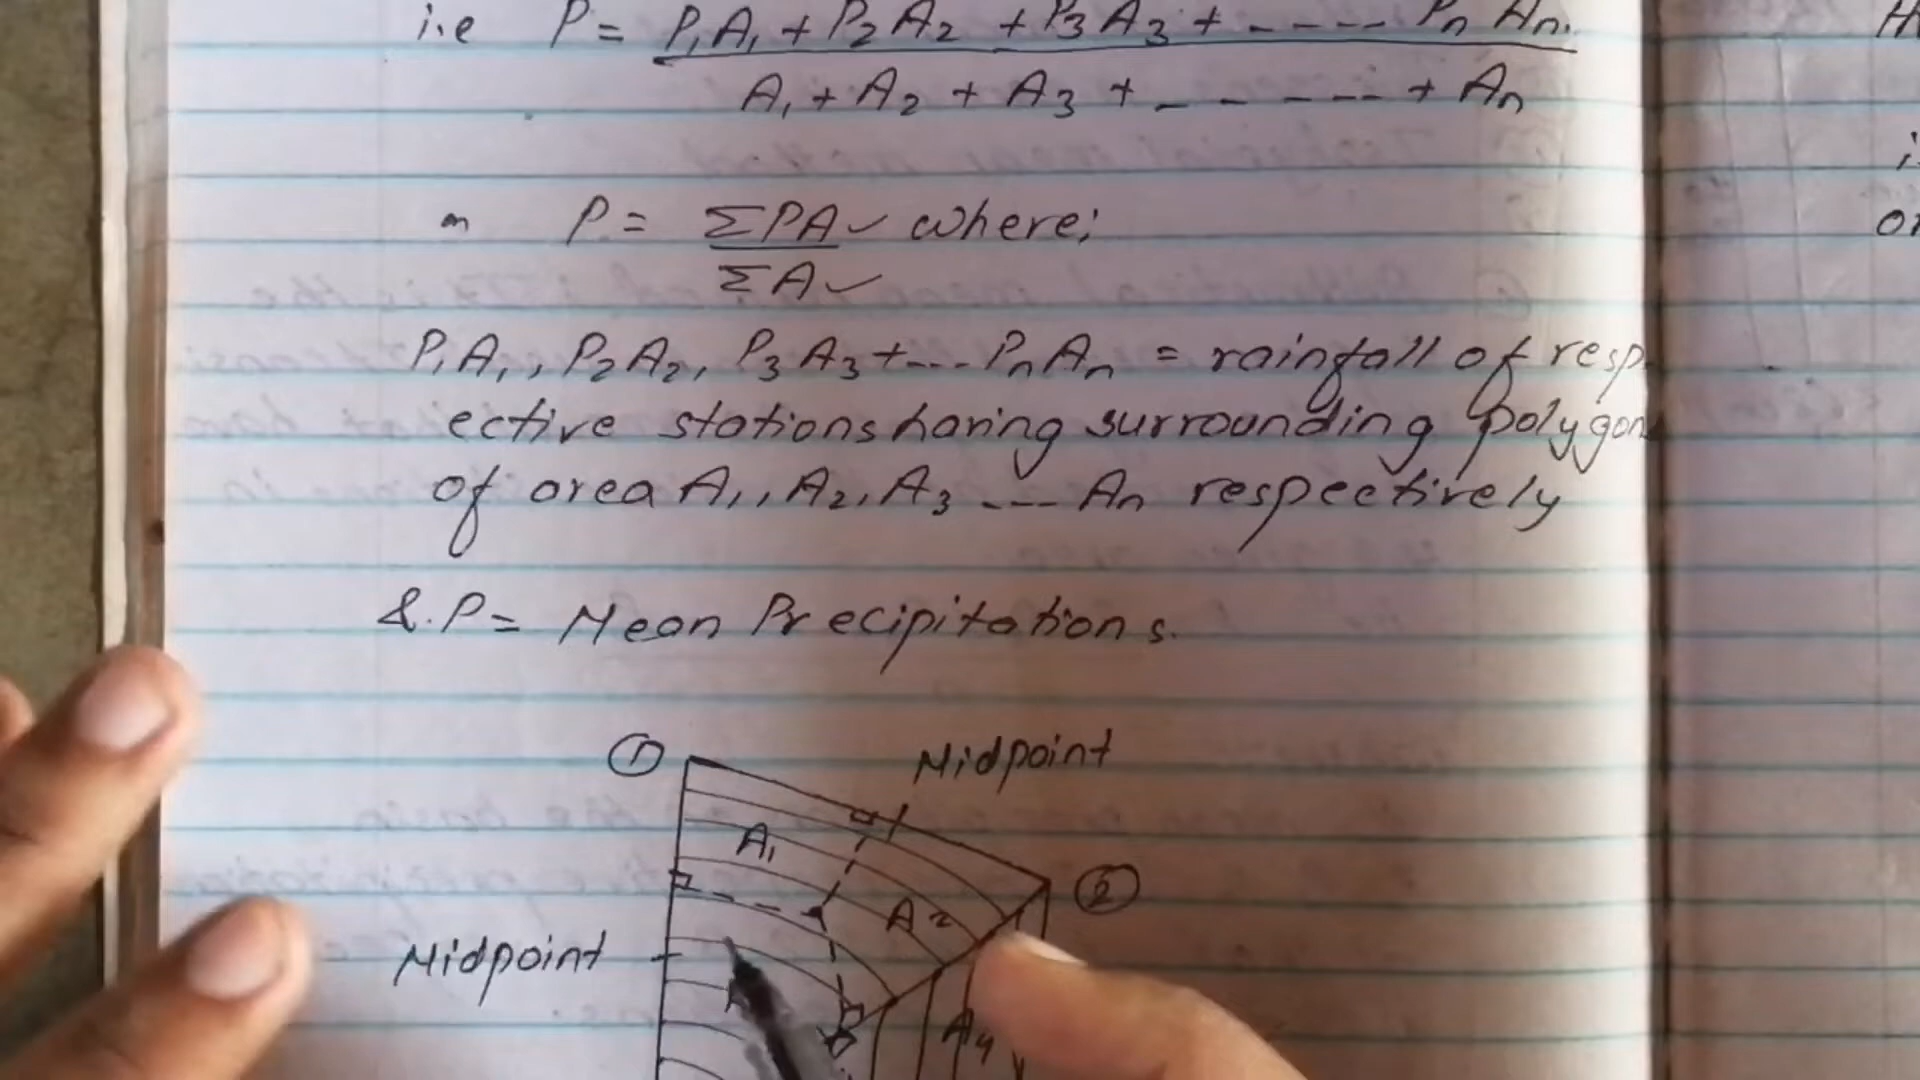 i.e P = P₁A₁ + P₂A₂ + P₃A₃ + ---- Pₙ Aₙ.
A₁ + A₂ + A₃ + ------ + Aₙ
P = ΣPA where;
ΣA
P₁A₁, P₂A₂, P₃A₃+--- PₙAₙ = rainfall of resp
ective stations having surrounding polygon
of area A₁, A₂, A₃ --- Aₙ respectively
&.P = Mean Precipitations.
① Midpoint
A₁
②
A₂
Midpoint
A₄